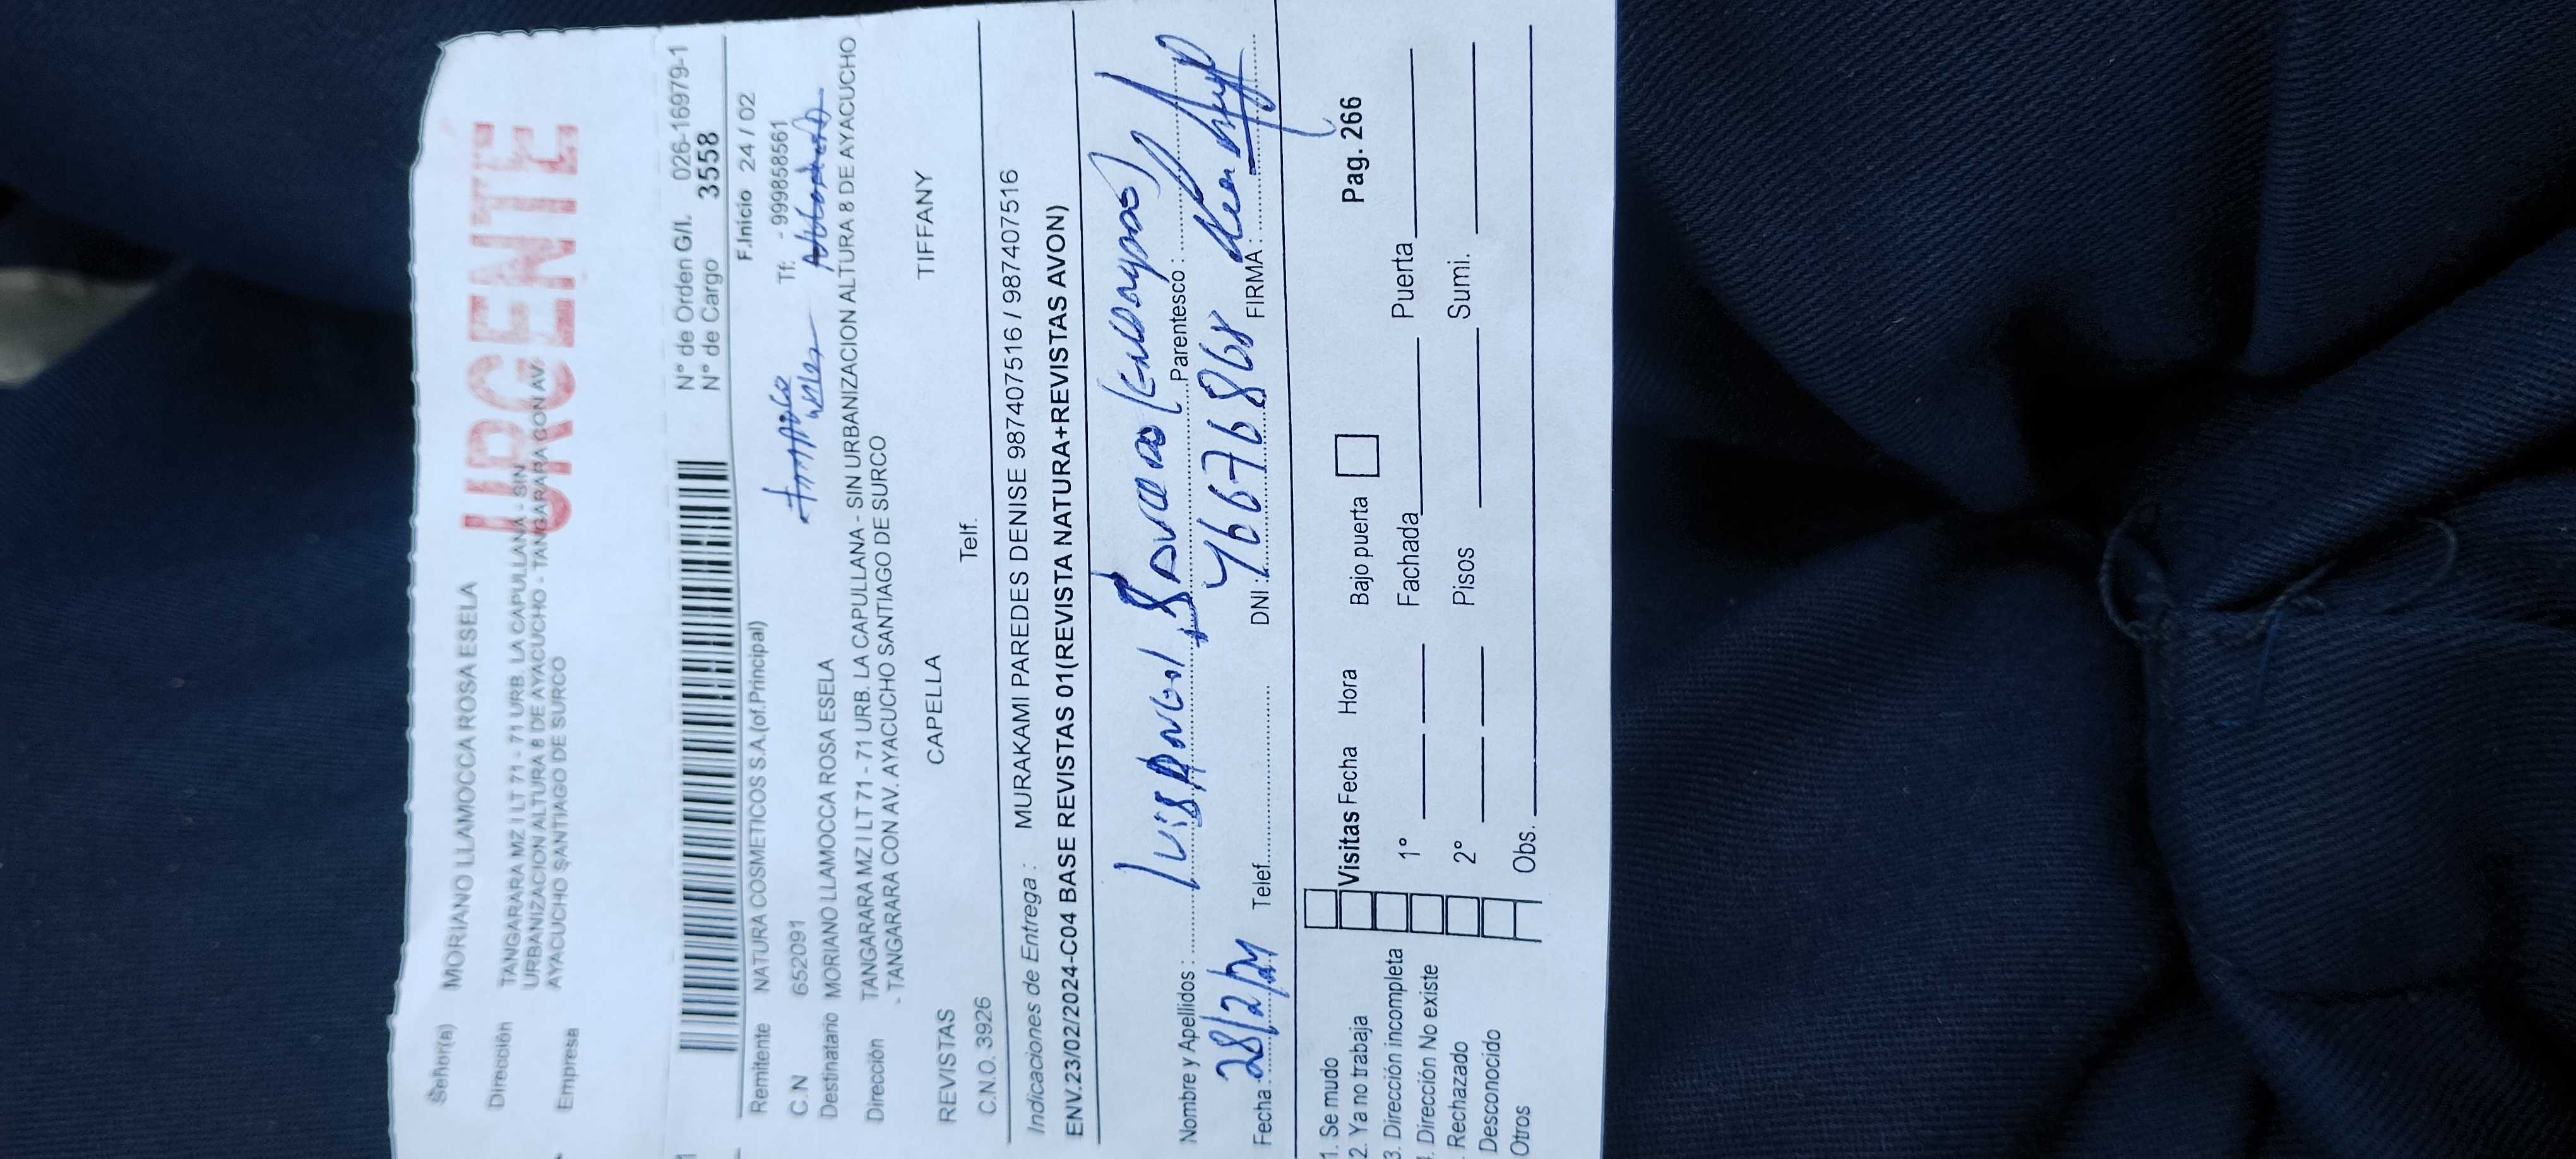 Señor(a) MORIANO LLAMOCCA ROSA ESELA
URGENTE
Dirección TANGARARA MZ I LT 71 - 71 URB. LA CAPULLANA - SIN
URBANIZACION ALTURA 8 DE AYACUCHO - TANGARARA CON AV.
AYACUCHO SANTIAGO DE SURCO
Empresa
N° de Orden G/I. 026-16979-1
N° de Cargo 3558
Remitente NATURA COSMETICOS S.A.(of.Principal) F.Inicio 24 / 02
C.N 652091 Tf: - 999858561
Destinatario MORIANO LLAMOCCA ROSA ESELA
Dirección TANGARARA MZ I LT 71 - 71 URB. LA CAPULLANA - SIN URBANIZACION ALTURA 8 DE AYACUCHO
- TANGARARA CON AV. AYACUCHO SANTIAGO DE SURCO
REVISTAS CAPELLA TIFFANY
C.N.O. 3926 Telf.
Indicaciones de Entrega : MURAKAMI PAREDES DENISE 987407516 / 987407516
ENV.23/02/2024-C04 BASE REVISTAS 01(REVISTA NATURA+REVISTAS AVON)
Nombre y Apellidos : Luis Angel Parentesco :
Fecha : 28/2/24 Telef. DNI : 46676868 FIRMA :
Pag. 266
1. Se mudo
2. Ya no trabaja Visitas Fecha Hora Bajo puerta
3. Dirección incompleta 1° Fachada Puerta
. Dirección No existe
Rechazado 2° Pisos Sumi.
Desconocido
Otros Obs.